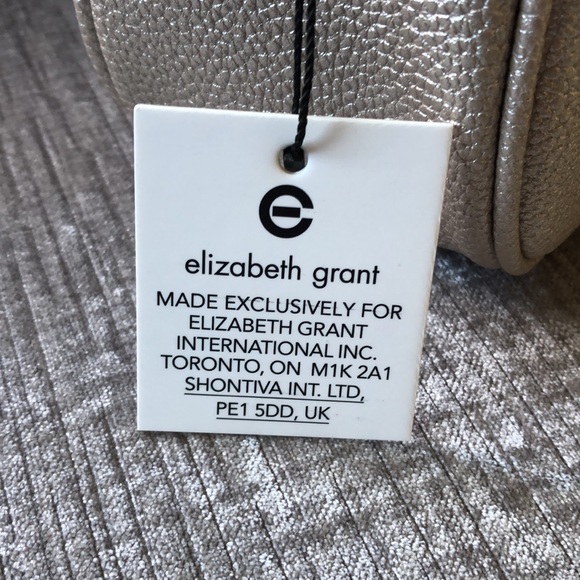 elizabeth grant
MADE EXCLUSIVELY FOR
ELIZABETH GRANT
INTERNATIONAL INC.
TORONTO, ON M1K 2A1
SHONTIVA INT. LTD,
PE1 5DD, UK